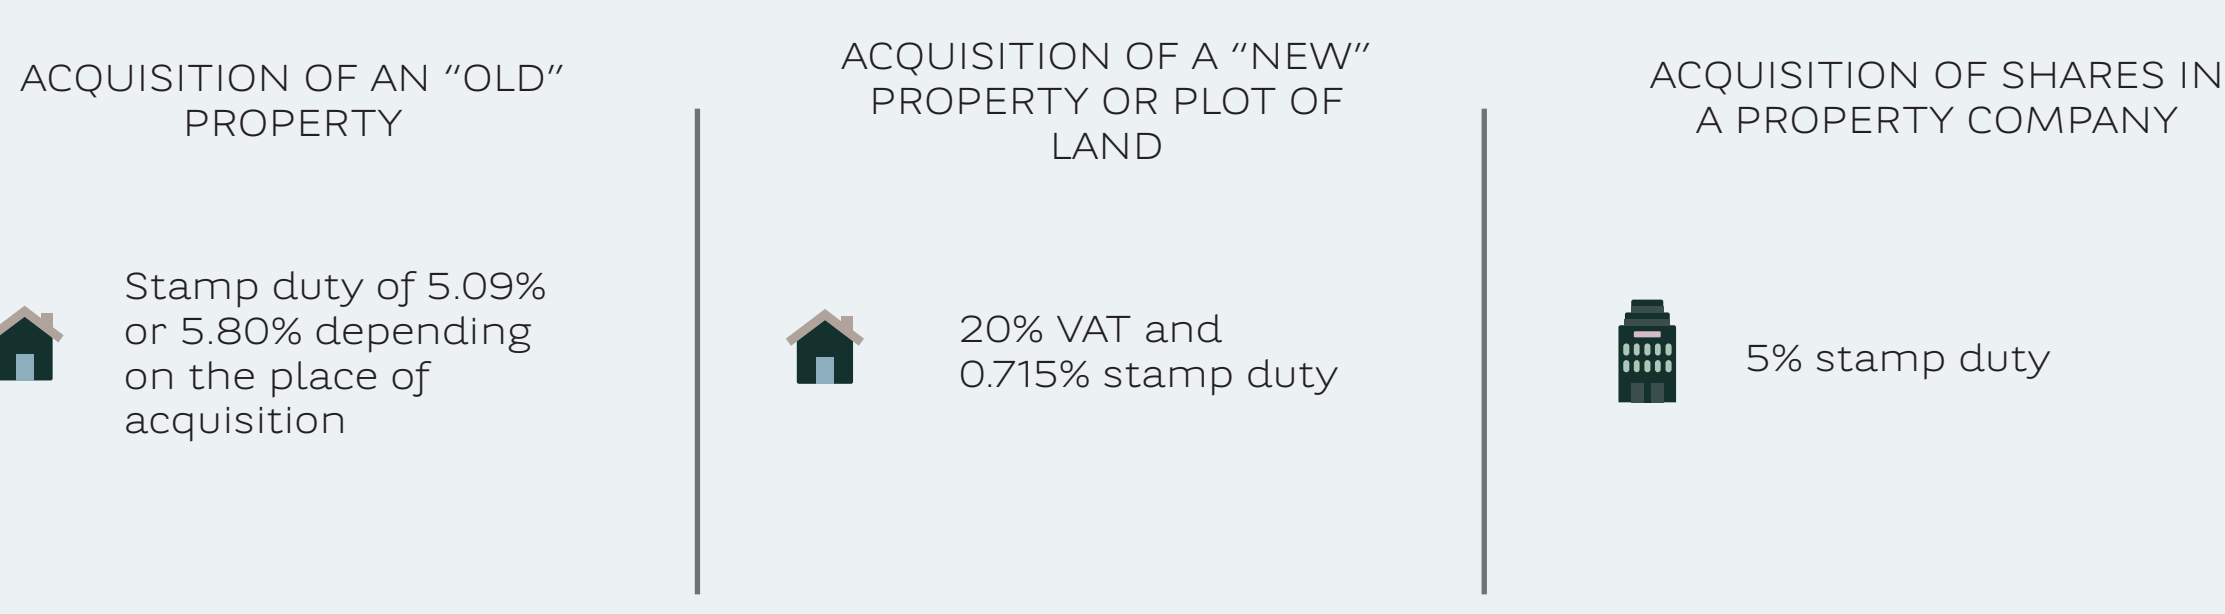 ACQUISITION OF AN “OLD”
PROPERTY
Stamp duty of 5.09%
or 5.80% depending
on the place of
acquisition
ACQUISITION OF A “NEW”
PROPERTY OR PLOT OF
LAND
20% VAT and
0.715% stamp duty
ACQUISITION OF SHARES IN
A PROPERTY COMPANY
5% stamp duty